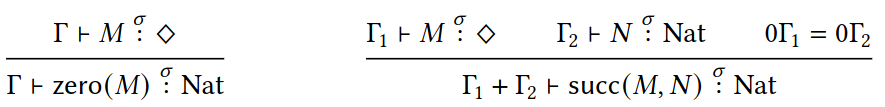 Γ ⊢ M ⋮^σ ◇
Γ ⊢ zero(M) ⋮^σ Nat
Γ₁ ⊢ M ⋮^σ ◇    Γ₂ ⊢ N ⋮^σ Nat    0Γ₁ = 0Γ₂
Γ₁ + Γ₂ ⊢ succ(M, N) ⋮^σ Nat